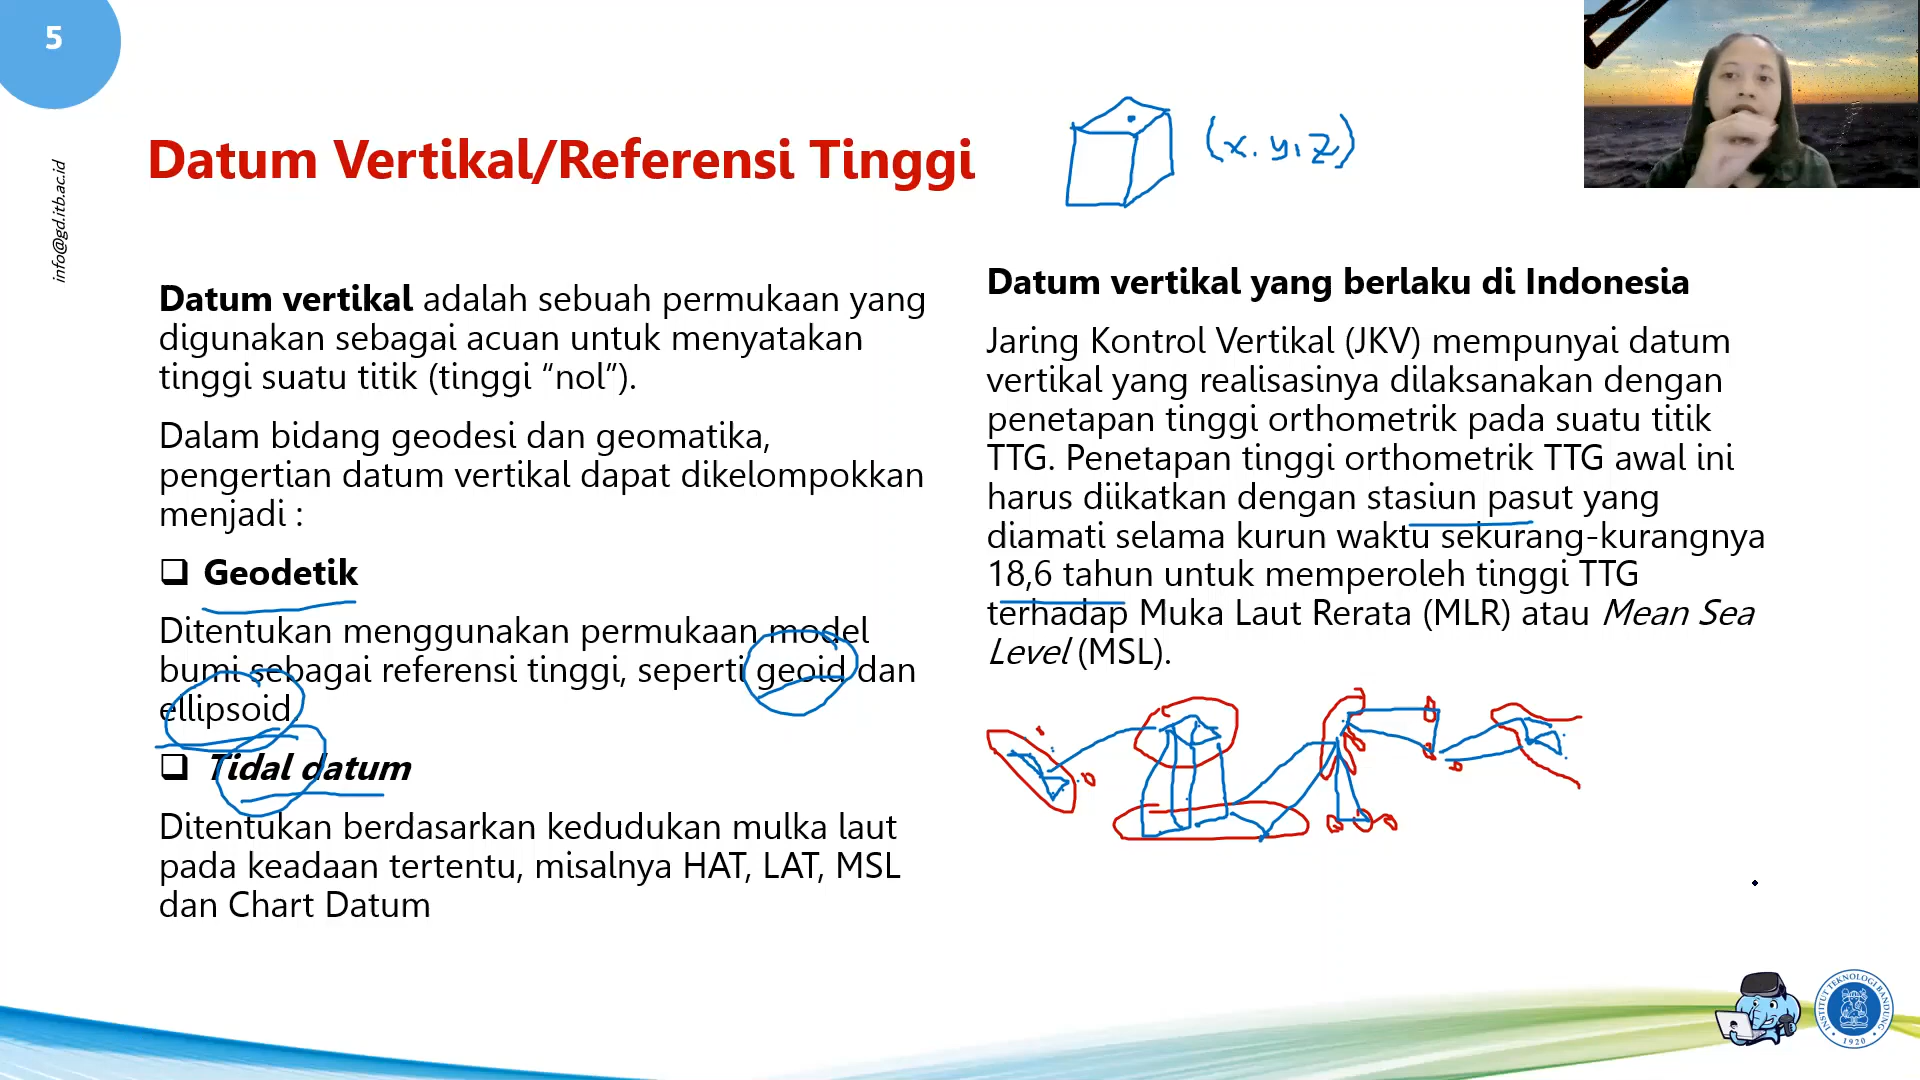 5
info@gd.itb.ac.id
Datum Vertikal/Referensi Tinggi
(x, y, z)
Datum vertikal adalah sebuah permukaan yang
digunakan sebagai acuan untuk menyatakan
tinggi suatu titik (tinggi “nol”).
Dalam bidang geodesi dan geomatika,
pengertian datum vertikal dapat dikelompokkan
menjadi :
❑ Geodetik
Ditentukan menggunakan permukaan model
bumi sebagai referensi tinggi, seperti geoid dan
ellipsoid
❑ Tidal datum
Ditentukan berdasarkan kedudukan mulka laut
pada keadaan tertentu, misalnya HAT, LAT, MSL
dan Chart Datum
Datum vertikal yang berlaku di Indonesia
Jaring Kontrol Vertikal (JKV) mempunyai datum
vertikal yang realisasinya dilaksanakan dengan
penetapan tinggi orthometrik pada suatu titik
TTG. Penetapan tinggi orthometrik TTG awal ini
harus diikatkan dengan stasiun pasut yang
diamati selama kurun waktu sekurang-kurangnya
18,6 tahun untuk memperoleh tinggi TTG
terhadap Muka Laut Rerata (MLR) atau Mean Sea
Level (MSL).
INSTITUT TEKNOLOGI BANDUNG
1920